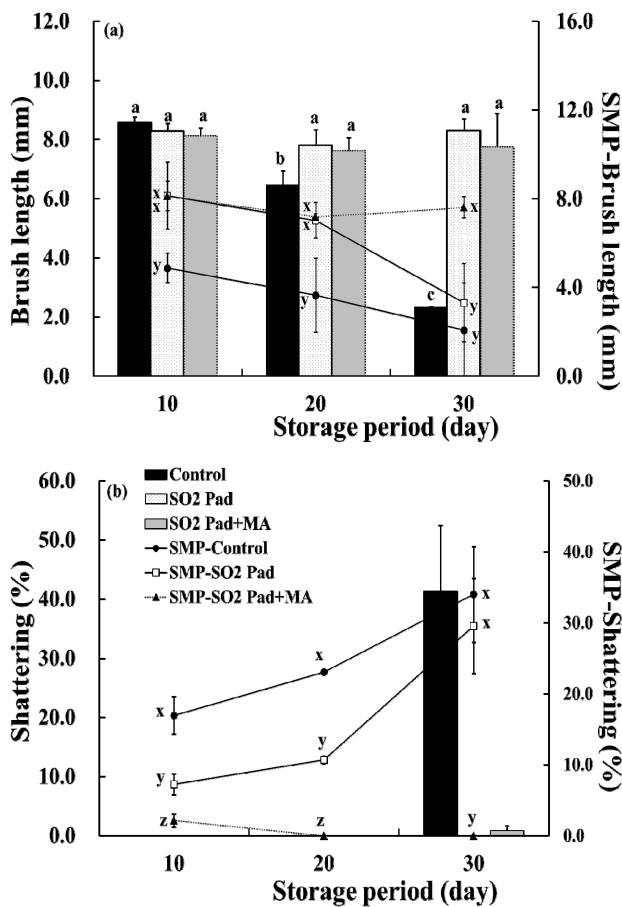 (a)
12.0
10.0
8.0
6.0
4.0
2.0
0.0
Brush length (mm)
16.0
12.0
8.0
4.0
0.0
SMP-Brush length (mm)
a a a
b a a
c a a
x
x
y
x
x
y
x
y
y
10 20 30
Storage period (day)
(b)
60.0
50.0
40.0
30.0
20.0
10.0
0.0
Shattering (%)
50.0
40.0
30.0
20.0
10.0
0.0
SMP-Shattering (%)
Control
SO2 Pad
SO2 Pad+MA
SMP-Control
SMP-SO2 Pad
SMP-SO2 Pad+MA
x
y
z
x
y
z
x
x
y
10 20 30
Storage period (day)